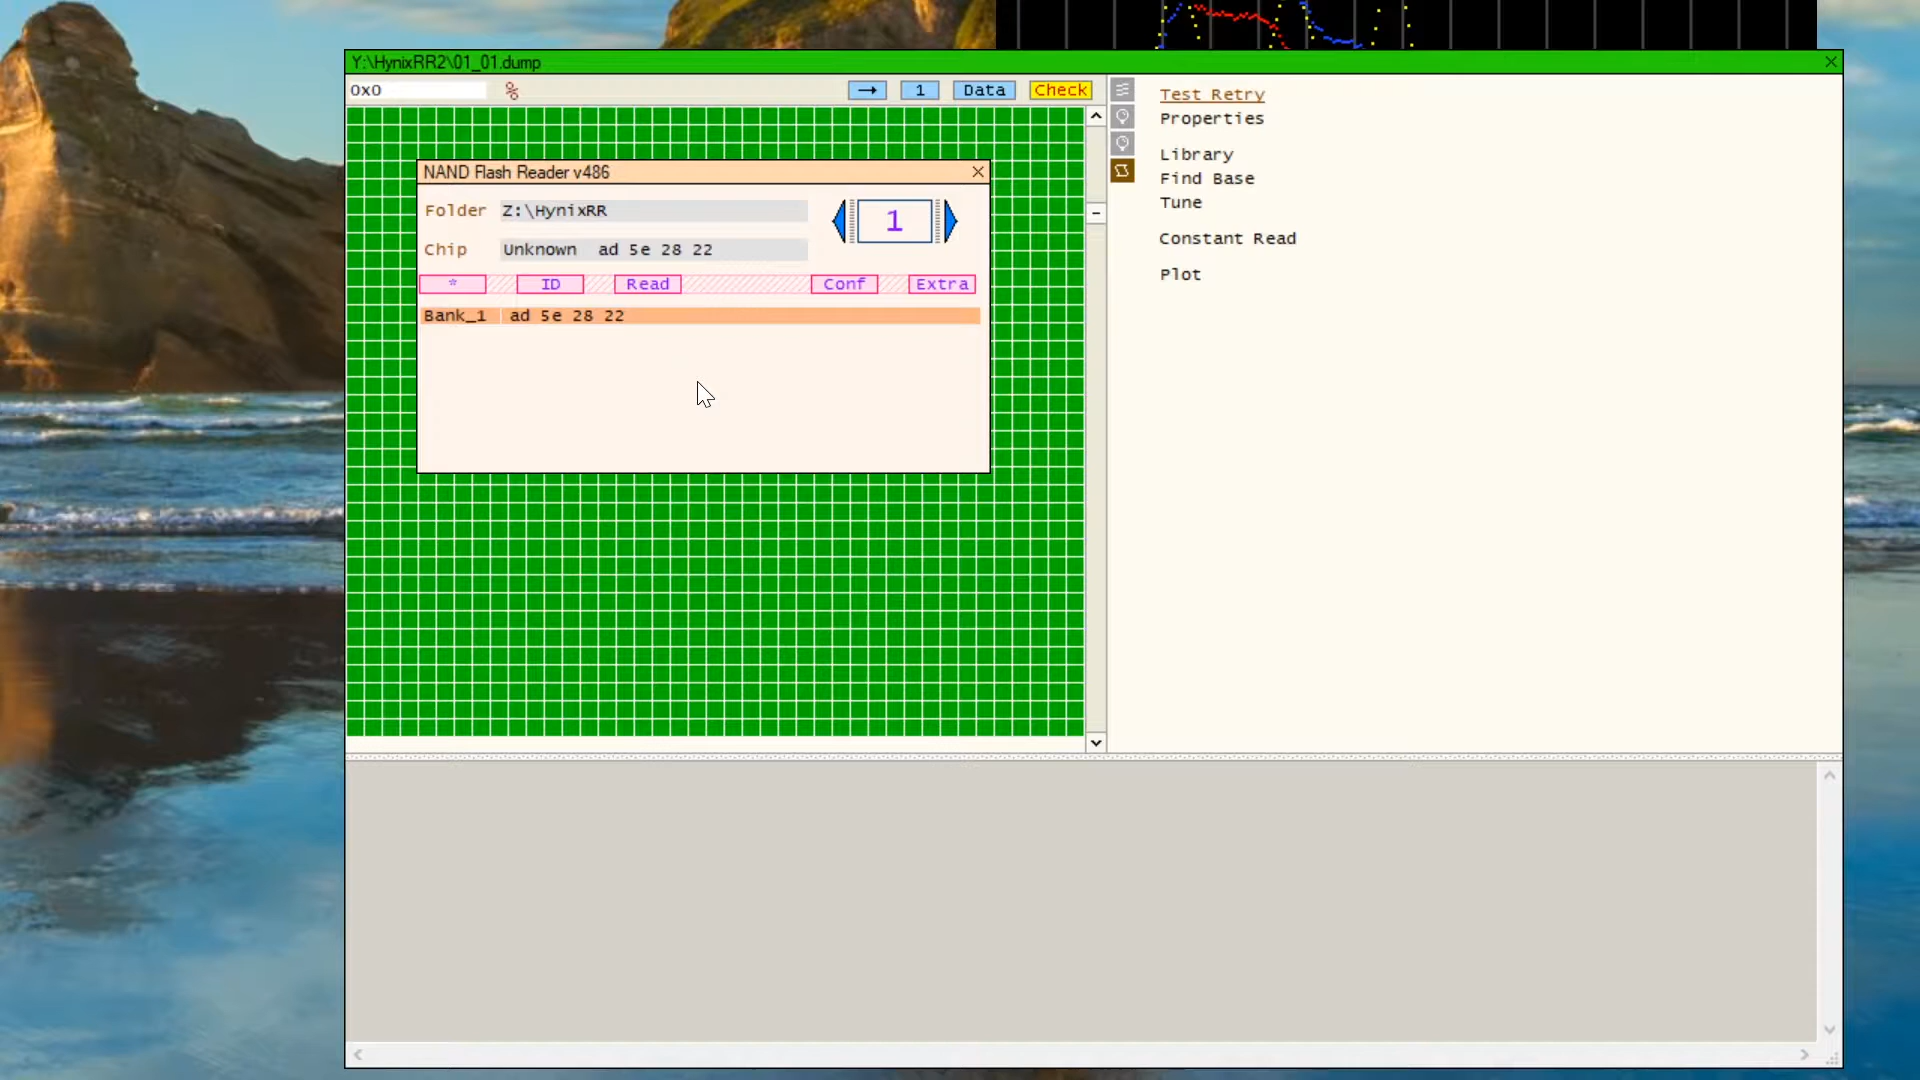 Y:\HynixRR2\01_01.dump
0x0 % → 1 Data Check
NAND Flash Reader v486
Folder Z:\HynixRR
1
Chip Unknown ad 5e 28 22
* ID Read Conf Extra
Bank_1 ad 5e 28 22
Test Retry
Properties
Library
Find Base
Tune
Constant Read
Plot